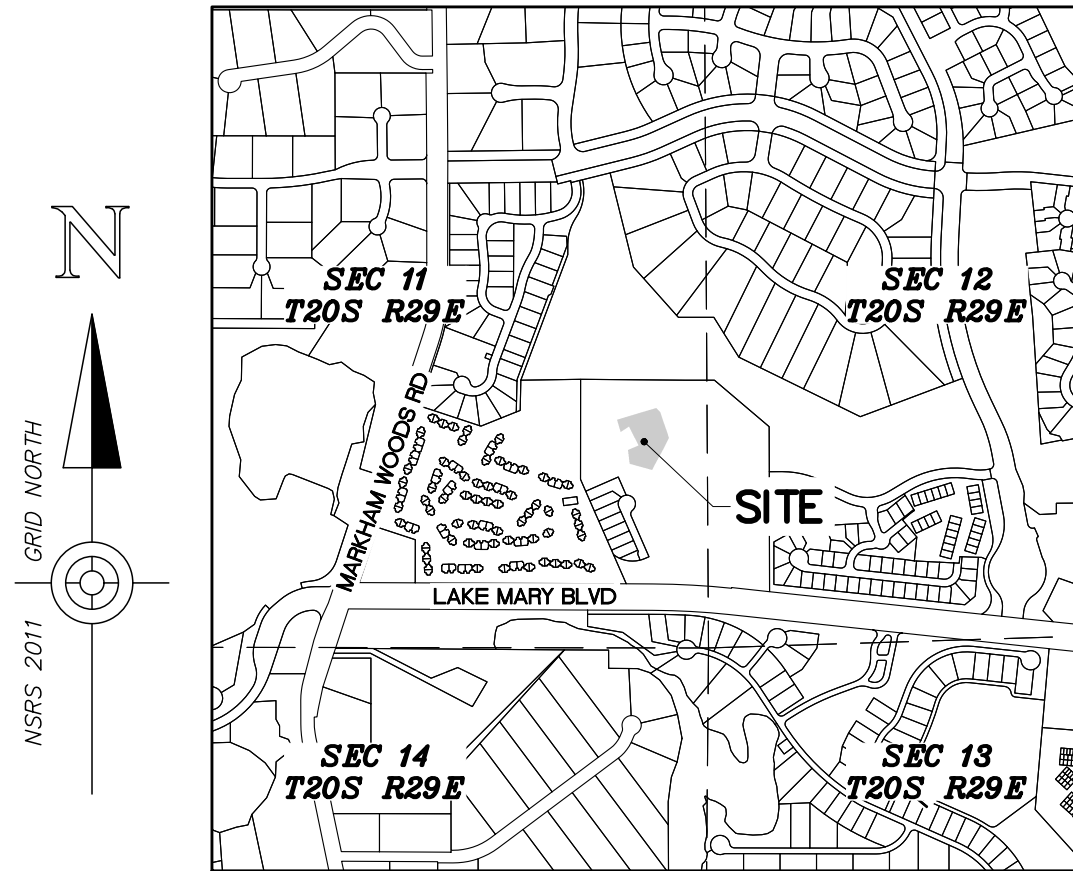 N
GRID NORTH
NSRS 2011
SEC 11
T20S R29E
SEC 12
T20S R29E
MARKHAM WOODS RD
SITE
LAKE MARY BLVD
SEC 14
T20S R29E
SEC 13
T20S R29E